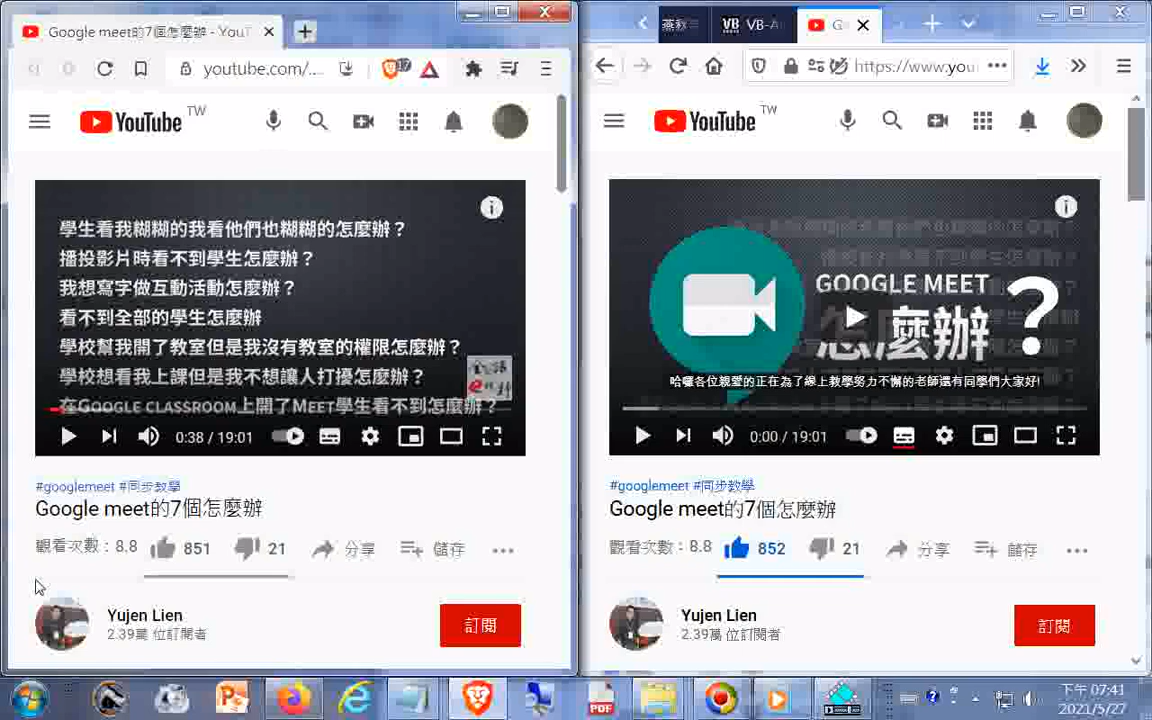 Google meet的7個怎麼辦 - YouT
youtube.com/...
17
YouTube
TW
學生看我糊糊的我看他們也糊糊的怎麼辦？
播投影片時看不到學生怎麼辦？
我想寫字做互動活動怎麼辦？
看不到全部的學生怎麼辦
學校幫我開了教室但是我沒有教室的權限怎麼辦？
學校想看我上課但是我不想讓人打擾怎麼辦？
在GOOGLE CLASSROOM上開了MEET學生看不到怎麼辦？
0:38 / 19:01
#googlemeet #同步教學
Google meet的7個怎麼辦
觀看次數：8.8
851
21
分享
儲存
Yujen Lien
2.39萬 位訂閱者
訂閱
VB VB-A
G
https://www.you
YouTube
TW
GOOGLE MEET
怎麼辦？
哈囉各位親愛的正在為了線上教學努力不懈的老師還有同學們大家好!
0:00 / 19:01
#googlemeet #同步教學
Google meet的7個怎麼辦
觀看次數：8.8
852
21
分享
儲存
Yujen Lien
2.39萬 位訂閱者
訂閱
PDF
下午 07:41
2021/5/27